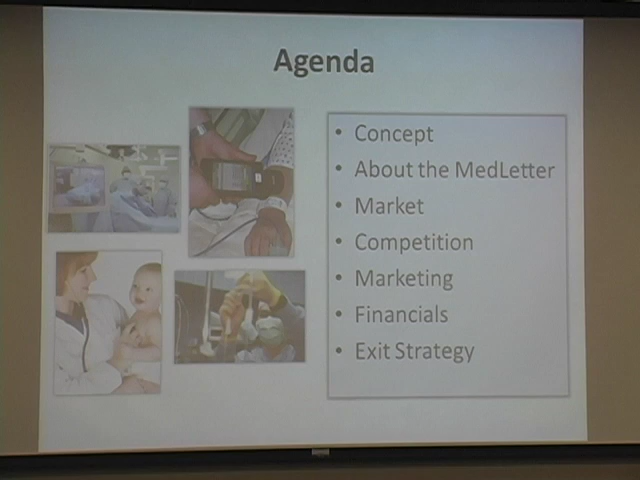 Agenda
• Concept
• About the MedLetter
• Market
• Competition
• Marketing
• Financials
• Exit Strategy